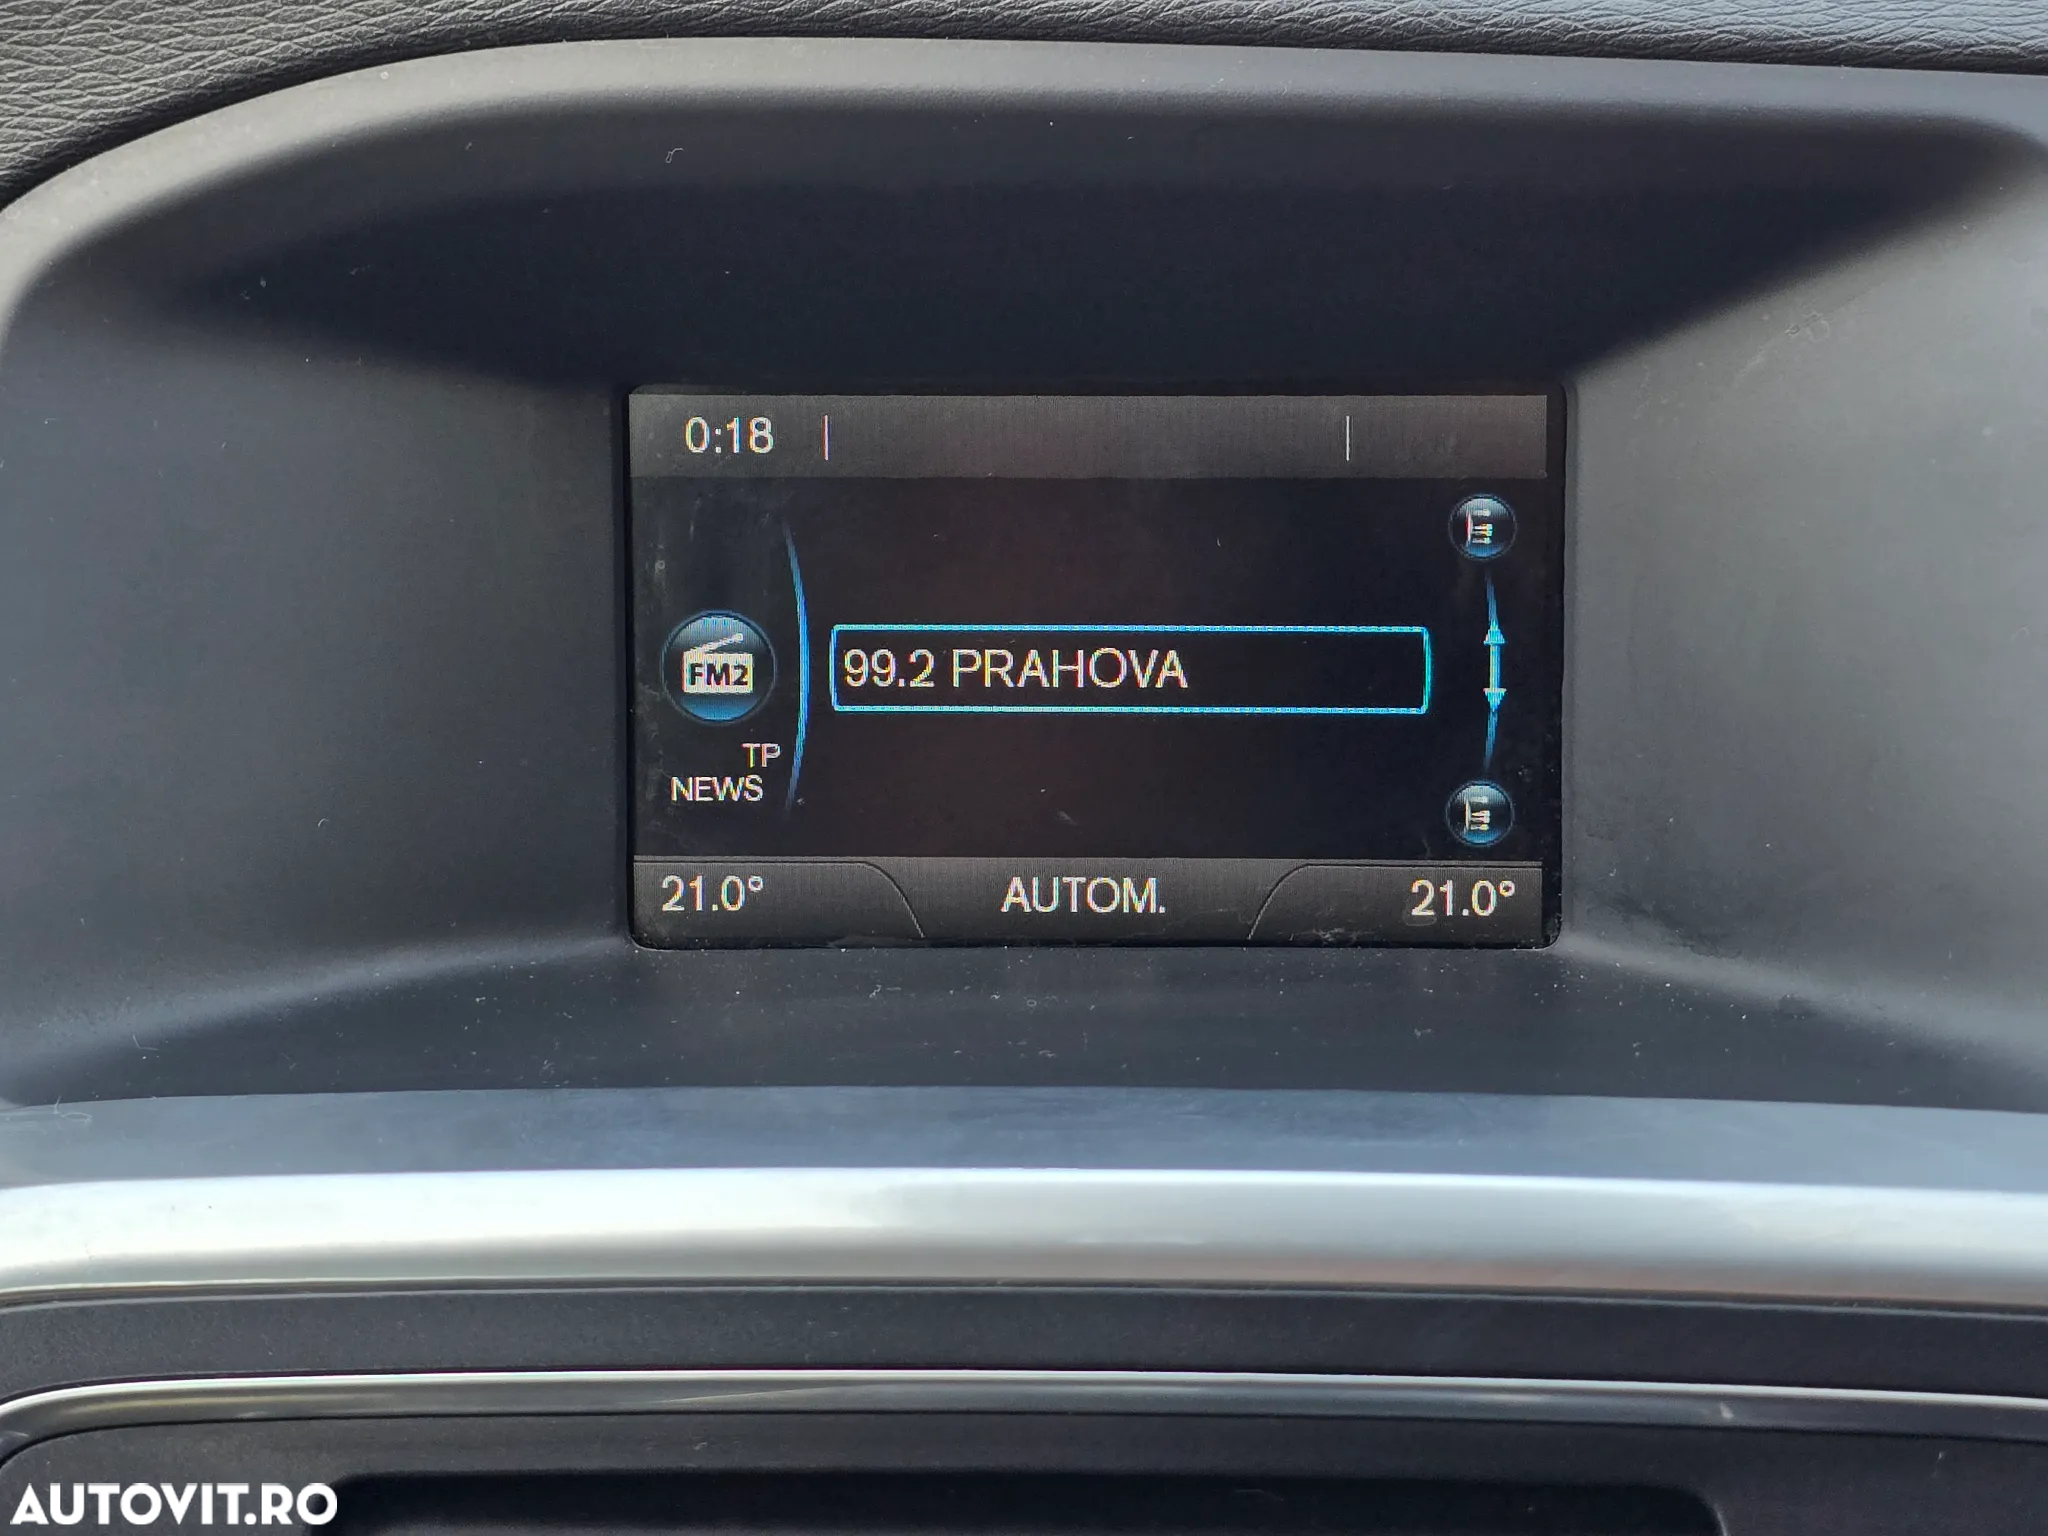 0:18
99.2 PRAHOVA
FM2
TP
NEWS
21.0° AUTOM. 21.0°
AUTOVIT.RO